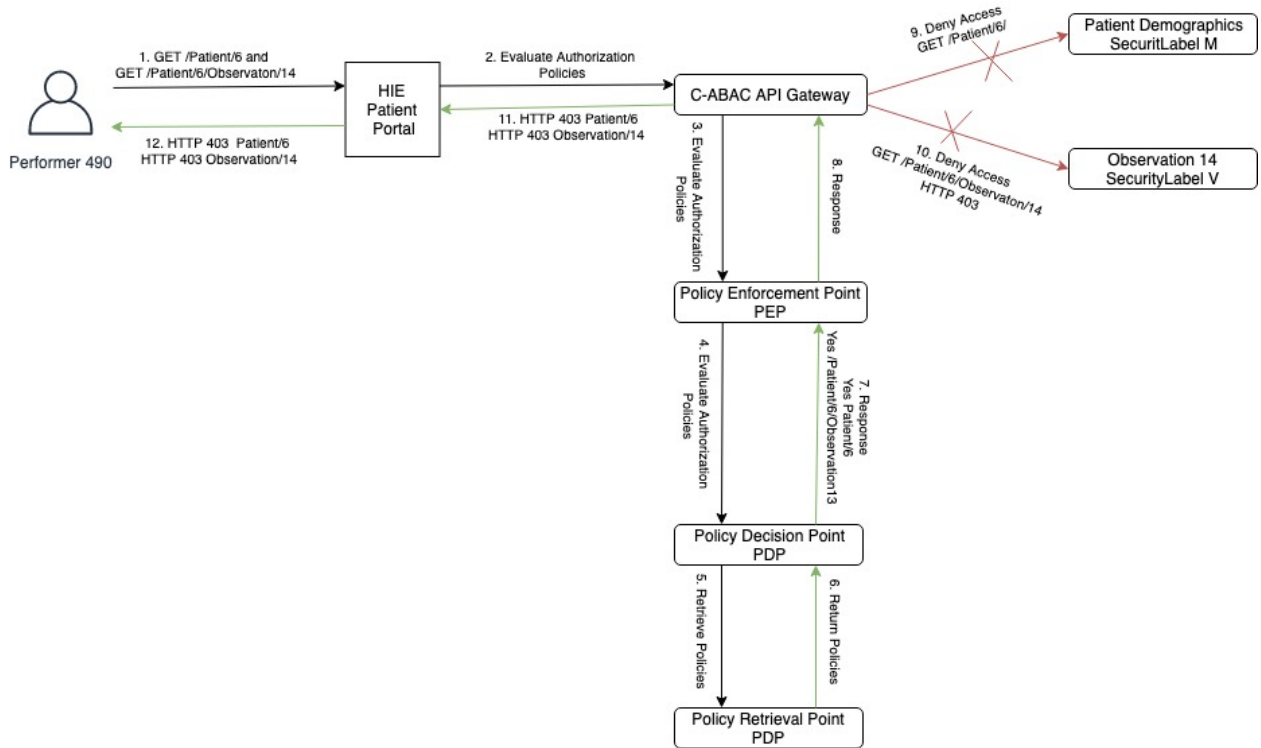 1. GET /Patient/6 and
GET /Patient/6/Observaton/14
HIE
Patient
Portal
2. Evaluate Authorization
Policies
C-ABAC API Gateway
9. Deny Access
GET /Patient/6/
Patient Demographics
SecuritLabel M
Performer 490
12. HTTP 403 Patient/6
HTTP 403 Observation/14
11. HTTP 403 Patient/6
HTTP 403 Observation/14
10. Deny Access
GET /Patient/6/Observaton/14
HTTP 403
Observation 14
SecurityLabel V
3. Evaluate Authorization
Policies
8. Response
Policy Enforcement Point
PEP
4. Evaluate Authorization
Policies
7. Response
Yes Patient/6
Yes /Patient/6/Observation13
Policy Decision Point
PDP
5. Retrieve Policies
6. Return Policies
Policy Retrieval Point
PDP